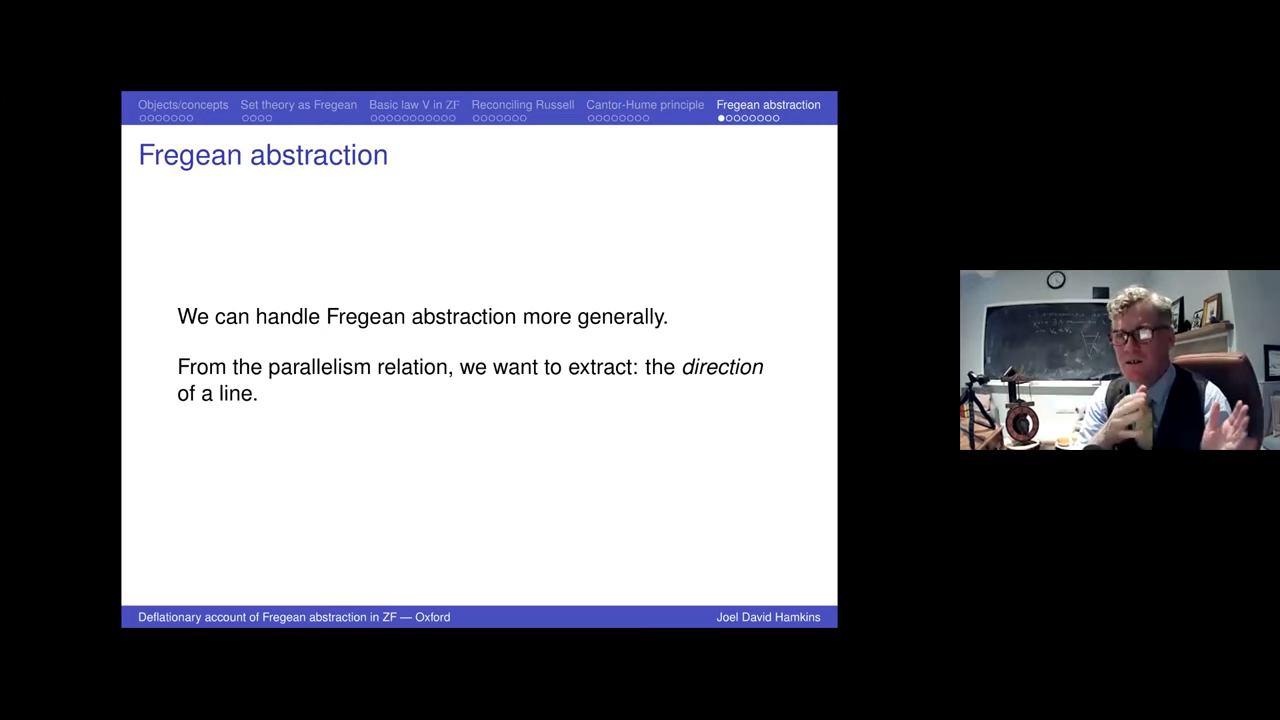 Objects/concepts Set theory as Fregean Basic law V in ZF Reconciling Russell Cantor-Hume principle Fregean abstraction
Fregean abstraction
We can handle Fregean abstraction more generally.
From the parallelism relation, we want to extract: the direction
of a line.
Deflationary account of Fregean abstraction in ZF — Oxford Joel David Hamkins